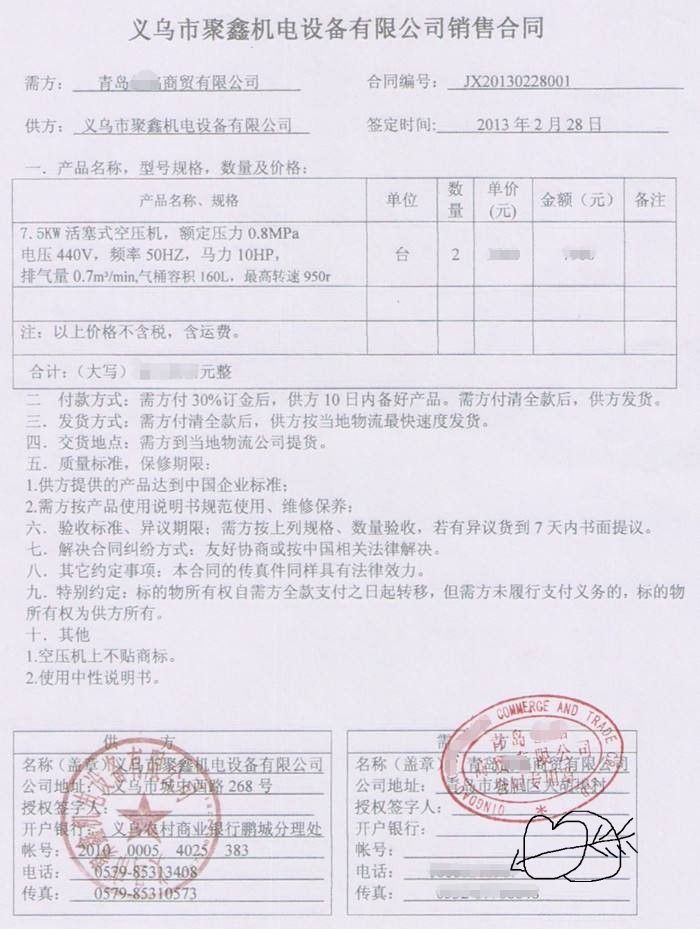 义乌市聚鑫机电设备有限公司销售合同
需方： 青岛 商贸有限公司 合同编号： JX20130228001
供方： 义乌市聚鑫机电设备有限公司 签定时间： 2013 年 2 月 28 日
一．产品名称，型号规格，数量及价格：
产品名称、规格 单位 数量 单价(元) 金额（元） 备注
7.5KW 活塞式空压机，额定压力 0.8MPa
电压 440V，频率 50HZ，马力 10HP， 台 2
排气量 0.7m³/min,气桶容积 160L，最高转速 950r
注：以上价格不含税，含运费。
合计：（大写） 元整
二 付款方式：需方付 30%订金后，供方 10 日内备好产品。需方付清全款后，供方发货。
三．发货方式：需方付清全款后，供方按当地物流最快速度发货。
四．交货地点：需方到当地物流公司提货。
五．质量标准，保修期限：
1.供方提供的产品达到中国企业标准；
2.需方按产品使用说明书规范使用、维修保养；
六．验收标准、异议期限；需方按上列规格、数量验收，若有异议货到 7 天内书面提议。
七．解决合同纠纷方式：友好协商或按中国相关法律解决。
八．其它约定事项：本合同的传真件同样具有法律效力。
九．特别约定：标的物所有权自需方全款支付之日起转移，但需方未履行支付义务的，标的物
所有权为供方所有。
十．其他
1.空压机上不贴商标。
2.使用中性说明书。
供 方
名称（盖章）义乌市聚鑫机电设备有限公司
公司地址： 义乌市城中西路 268 号
授权签字人：
开户银行： 义乌农村商业银行鹏城分理处
帐号： 2010 0005 4025 383
电话： 0579-85313408
传真： 0579-85310573
需 方
名称（盖章） 青岛 商贸有限公司
公司地址： 青岛市城阳区大胡埠村
授权签字人：
开户银行：
帐号：
电话：
传真：
COMMERCE AND TRADE CO.
合同专用章